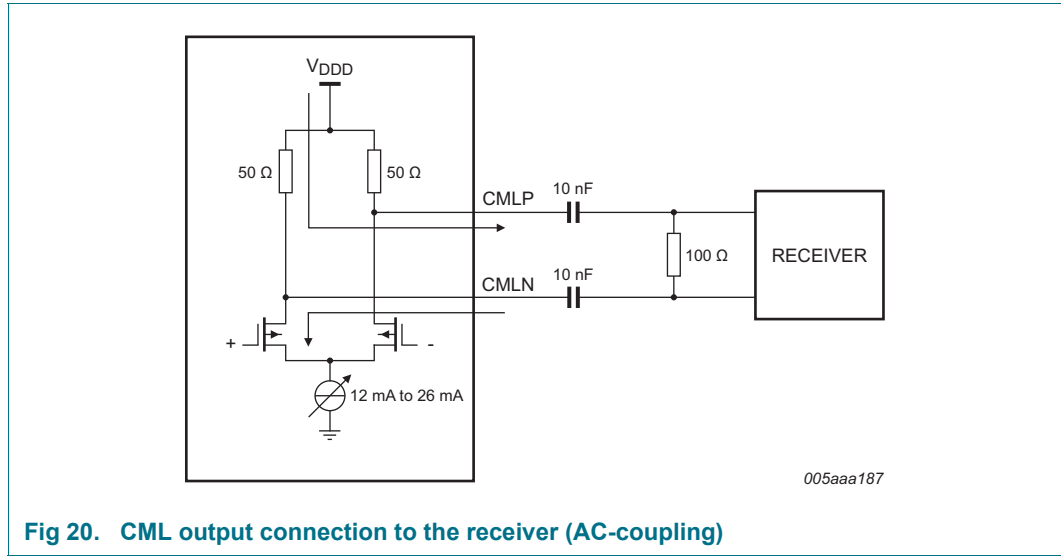 VDDD
50 Ω
50 Ω
CMLP
10 nF
100 Ω
RECEIVER
CMLN
10 nF
+
-
12 mA to 26 mA
005aaa187
Fig 20. CML output connection to the receiver (AC-coupling)